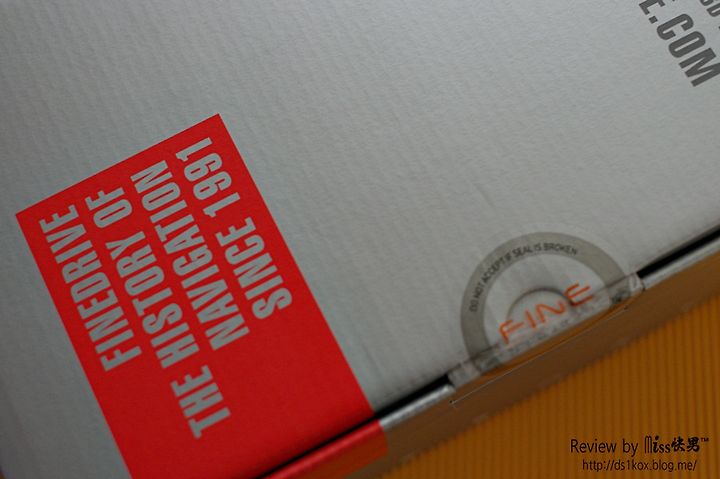 FINEDRIVE
THE HISTORY OF
NAVIGATION
SINCE 1991
E.COM
DO NOT ACCEPT IF SEAL IS BROKEN
FINE
Review by Miss快男™
http://ds1kox.blog.me/